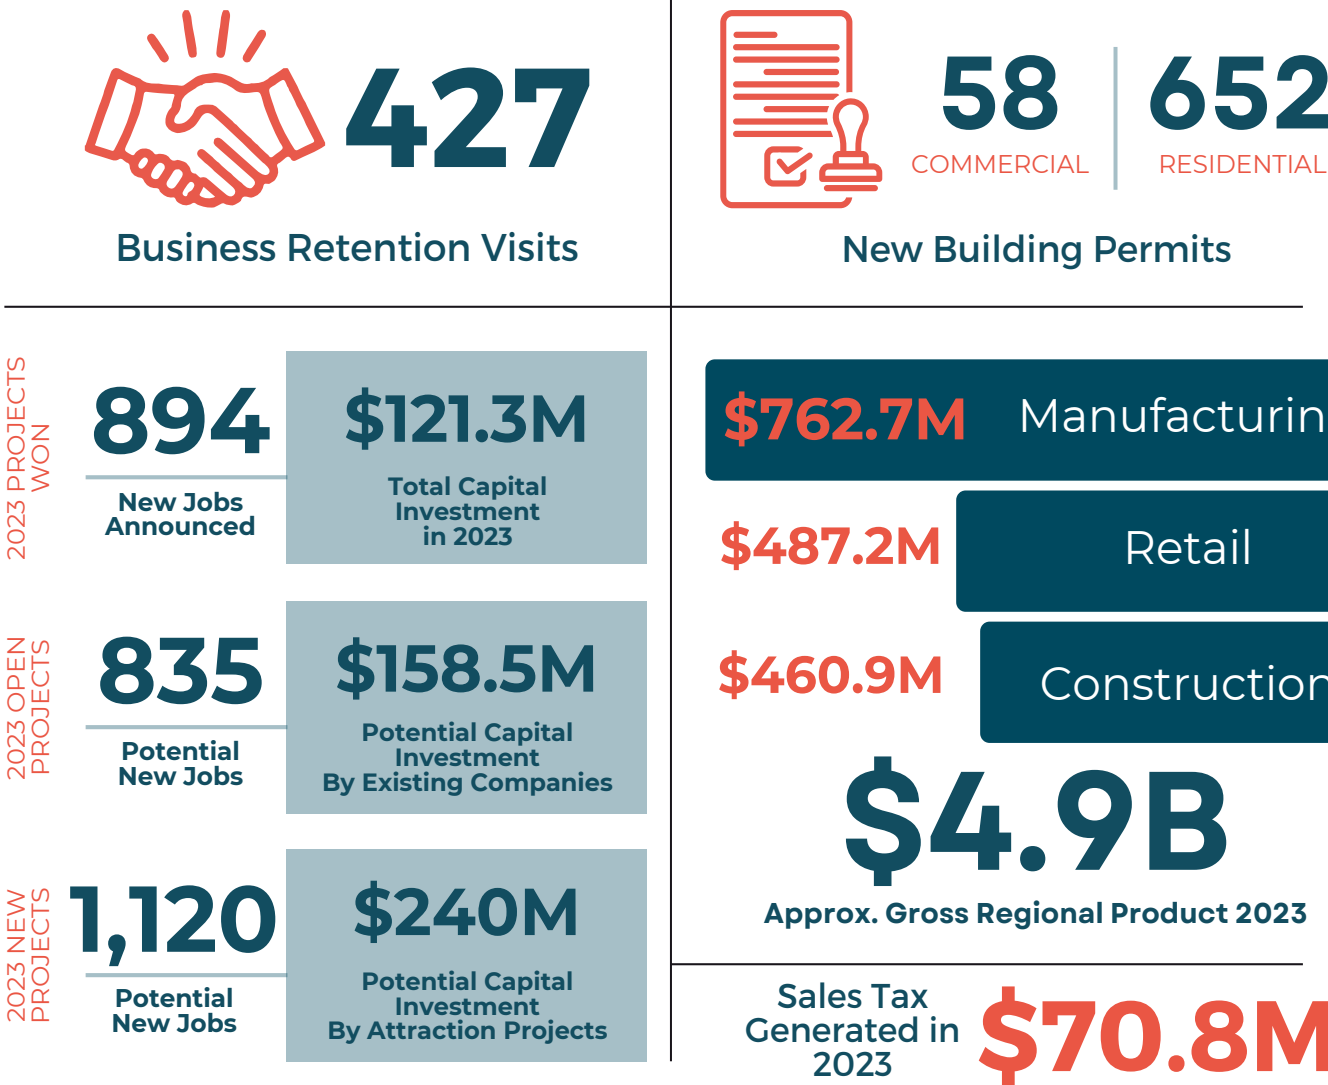 427
Business Retention Visits
58
COMMERCIAL
652
RESIDENTIAL
New Building Permits
2023 PROJECTS
WON
894
New Jobs
Announced
$121.3M
Total Capital
Investment
in 2023
2023 OPEN
PROJECTS
835
Potential
New Jobs
$158.5M
Potential Capital
Investment
By Existing Companies
2023 NEW
PROJECTS
1,120
Potential
New Jobs
$240M
Potential Capital
Investment
By Attraction Projects
$762.7M Manufacturin
$487.2M Retail
$460.9M Construction
$4.9B
Approx. Gross Regional Product 2023
Sales Tax
Generated in
2023
$70.8M